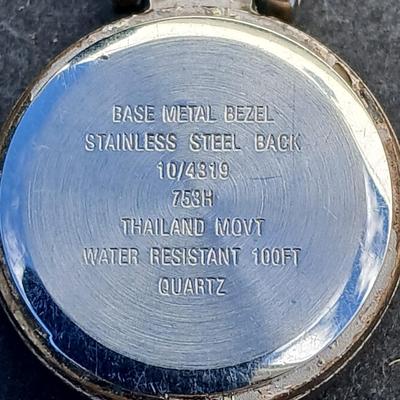 BASE METAL BEZEL
STAINLESS STEEL BACK
10/4319
753H
THAILAND MOVT
WATER RESISTANT 100FT
QUARTZ